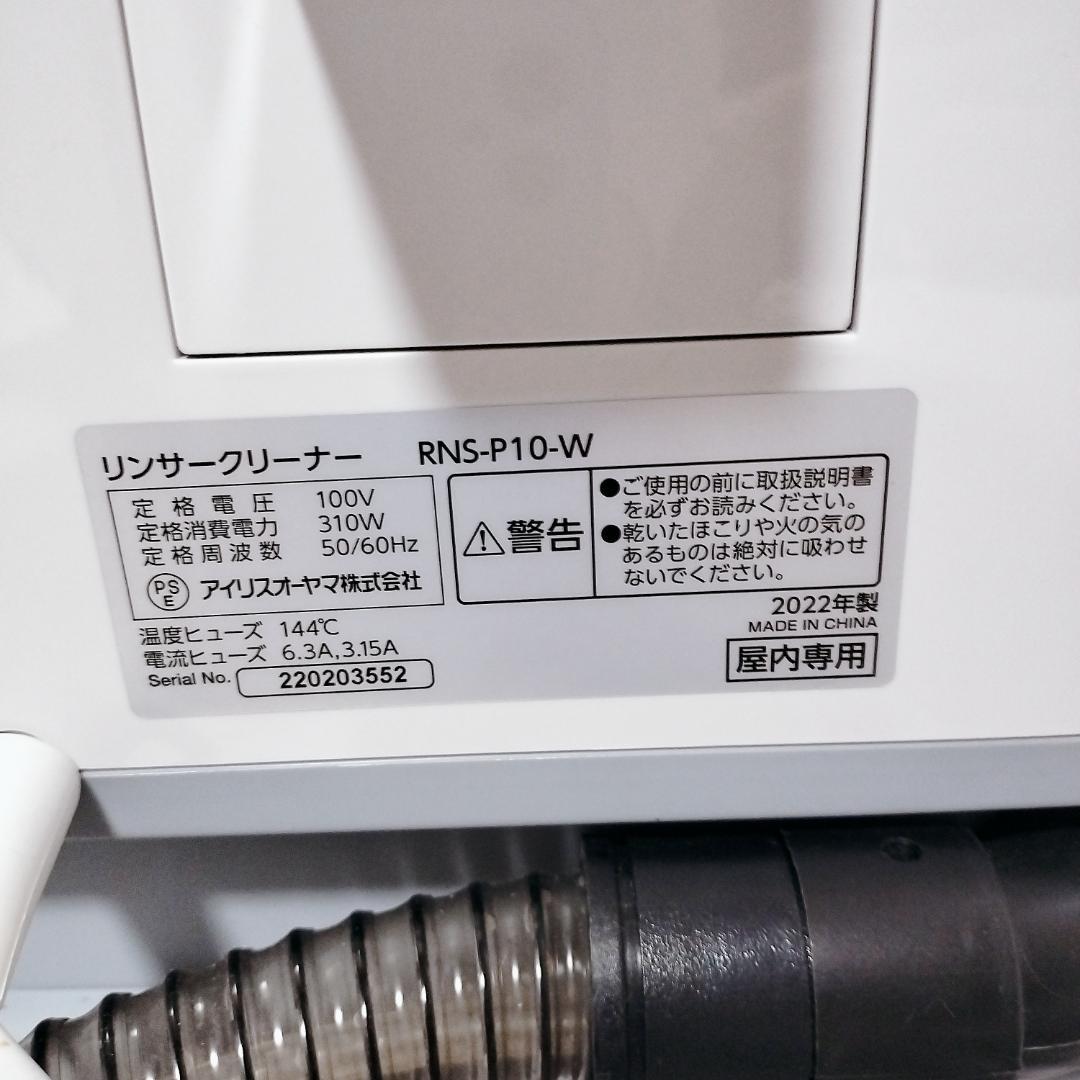 リンサークリーナー RNS-P10-W
定格電圧 100V
定格消費電力 310W
定格周波数 50/60Hz
PSE アイリスオーヤマ株式会社
温度ヒューズ 144℃
電流ヒューズ 6.3A,3.15A
Serial No. 220203552
⚠警告
●ご使用の前に取扱説明書
を必ずお読みください。
●乾いたほこりや火の気の
あるものは絶対に吸わせ
ないでください。
2022年製
MADE IN CHINA
屋内専用